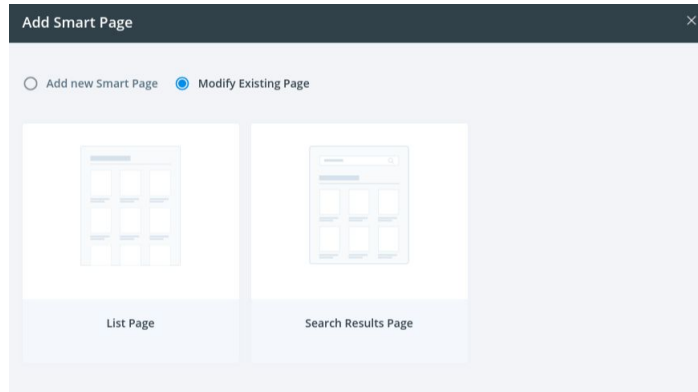 Add Smart Page
Add new Smart Page Modify Existing Page
List Page Search Results Page